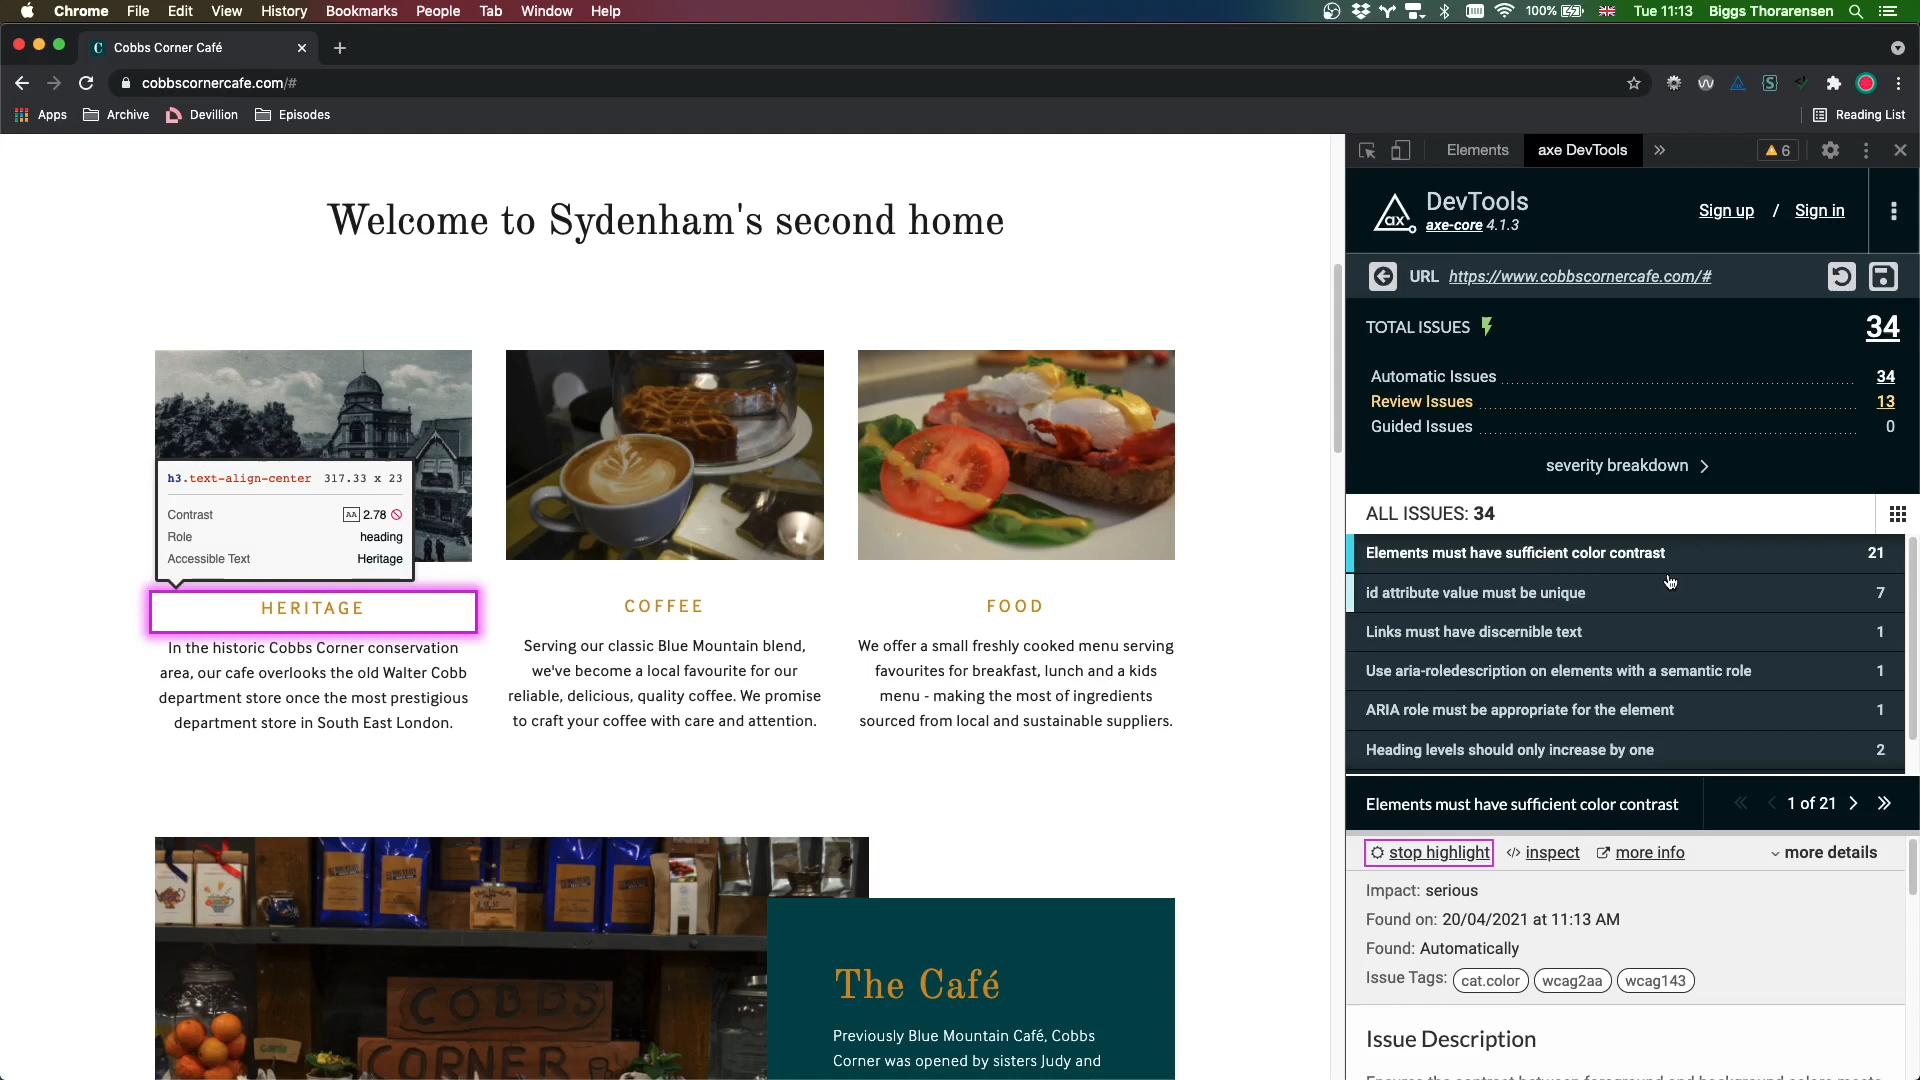 Chrome File Edit View History Bookmarks People Tab Window Help
100% Tue 11:13 Biggs Thorarensen
C Cobbs Corner Café
cobbscornercafe.com/#
Apps Archive Devillion Episodes Reading List
Welcome to Sydenham's second home
h3.text-align-center 317.33 x 23
Contrast AA 2.78
Role heading
Accessible Text Heritage
HERITAGE
In the historic Cobbs Corner conservation
area, our cafe overlooks the old Walter Cobb
department store once the most prestigious
department store in South East London.
COFFEE
Serving our classic Blue Mountain blend,
we've become a local favourite for our
reliable, delicious, quality coffee. We promise
to craft your coffee with care and attention.
FOOD
We offer a small freshly cooked menu serving
favourites for breakfast, lunch and a kids
menu - making the most of ingredients
sourced from local and sustainable suppliers.
COBBS
CORNER
The Café
Previously Blue Mountain Café, Cobbs
Corner was opened by sisters Judy and
Elements axe DevTools 6
ax DevTools
axe-core 4.1.3
Sign up / Sign in
URL https://www.cobbscornercafe.com/#
TOTAL ISSUES 34
Automatic Issues 34
Review Issues 13
Guided Issues 0
severity breakdown
ALL ISSUES: 34
Elements must have sufficient color contrast 21
id attribute value must be unique 7
Links must have discernible text 1
Use aria-roledescription on elements with a semantic role 1
ARIA role must be appropriate for the element 1
Heading levels should only increase by one 2
Elements must have sufficient color contrast 1 of 21
stop highlight inspect more info more details
Impact: serious
Found on: 20/04/2021 at 11:13 AM
Found: Automatically
Issue Tags: cat.color wcag2aa wcag143
Issue Description